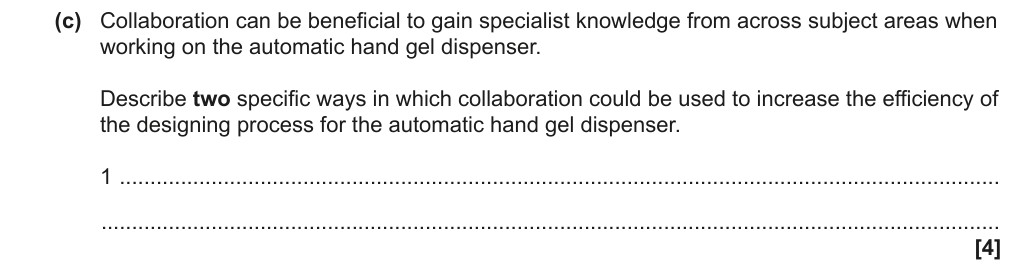 (c) Collaboration can be beneficial to gain specialist knowledge from across subject areas when
working on the automatic hand gel dispenser.
Describe two specific ways in which collaboration could be used to increase the efficiency of
the designing process for the automatic hand gel dispenser.
1 ....................................................................................................................................................
.......................................................................................................................................................
[4]